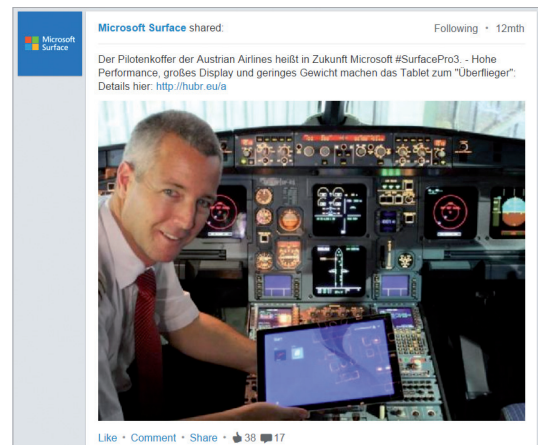 Microsoft
Surface
Microsoft Surface shared:
Following • 12mth
Der Pilotenkoffer der Austrian Airlines heißt in Zukunft Microsoft #SurfacePro3. - Hohe
Performance, großes Display und geringes Gewicht machen das Tablet zum "Überflieger":
Details hier: http://hubr.eu/a
Like • Comment • Share • 38 17